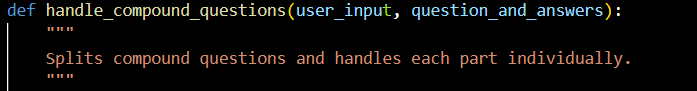 def handle_compound_questions(user_input, question_and_answers):
"""
Splits compound questions and handles each part individually.
"""